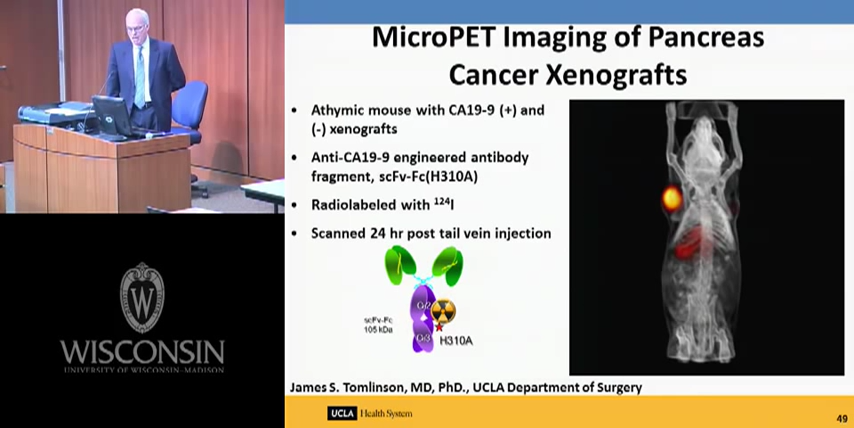 MicroPET Imaging of Pancreas
Cancer Xenografts
• Athymic mouse with CA19-9 (+) and
(-) xenografts
• Anti-CA19-9 engineered antibody
fragment, scFv-Fc(H310A)
• Radiolabeled with ¹²⁴I
• Scanned 24 hr post tail vein injection
scFv-Fc
105 kDa
H310A
James S. Tomlinson, MD, PhD., UCLA Department of Surgery
UCLA Health System
49
W
WISCONSIN
UNIVERSITY OF WISCONSIN-MADISON